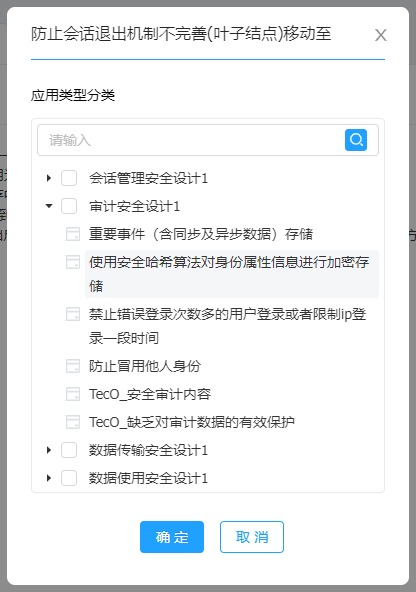 防止会话退出机制不完善(叶子结点)移动至
应用类型分类
请输入
会话管理安全设计1
审计安全设计1
重要事件（含同步及异步数据）存储
使用安全哈希算法对身份属性信息进行加密存
储
禁止错误登录次数多的用户登录或者限制ip登
录一段时间
防止冒用他人身份
TecO_安全审计内容
TecO_缺乏对审计数据的有效保护
数据传输安全设计1
数据使用安全设计1
确 定
取 消